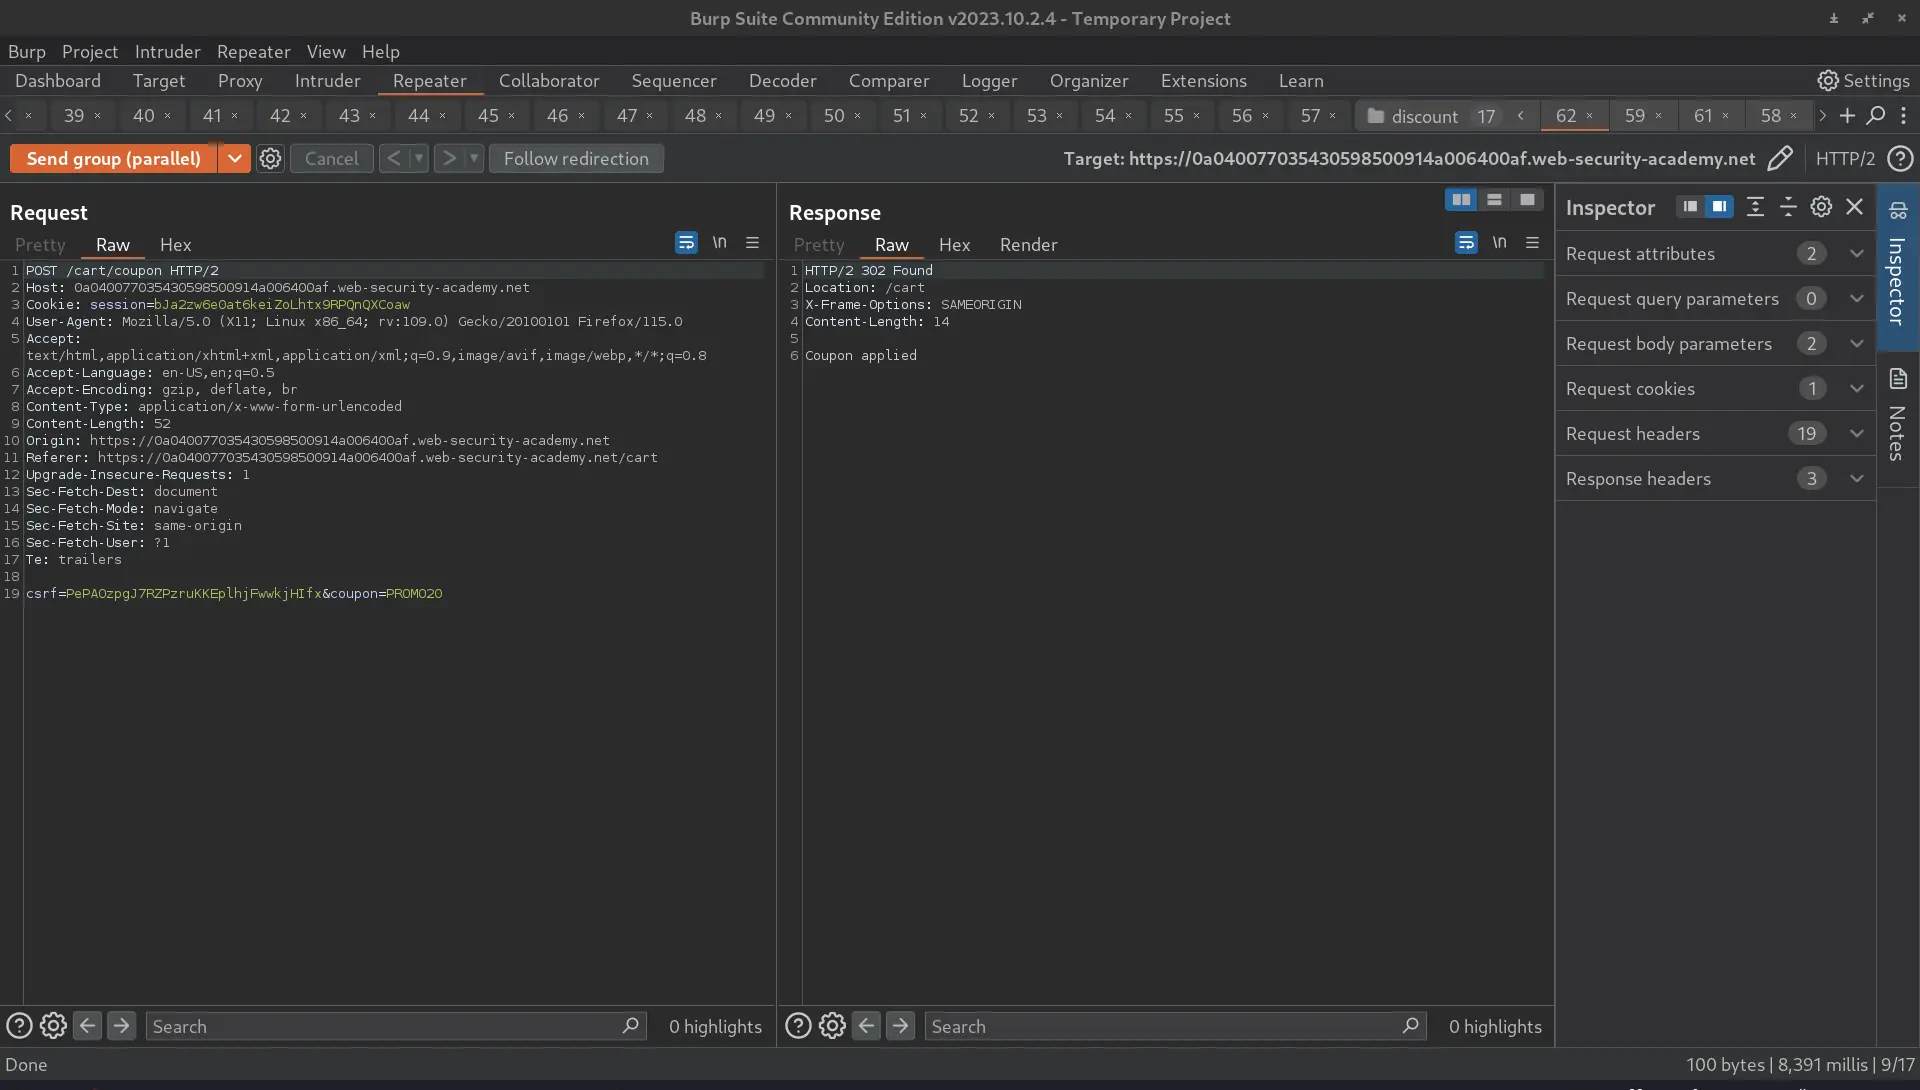 Burp Suite Community Edition v2023.10.2.4 - Temporary Project
Burp Project Intruder Repeater View Help
Dashboard Target Proxy Intruder Repeater Collaborator Sequencer Decoder Comparer Logger Organizer Extensions Learn Settings
< × 39 × 40 × 41 × 42 × 43 × 44 × 45 × 46 × 47 × 48 × 49 × 50 × 51 × 52 × 53 × 54 × 55 × 56 × 57 × discount 17 < 62 × 59 × 61 × 58 × > +
Send group (parallel) Cancel < > Follow redirection Target: https://0a040077035430598500914a006400af.web-security-academy.net HTTP/2 ?
Request
Pretty Raw Hex \n
1 POST /cart/coupon HTTP/2
2 Host: 0a040077035430598500914a006400af.web-security-academy.net
3 Cookie: session=bJa2zw6eOat6keiZoLhtx9RPQnQXCoaw
4 User-Agent: Mozilla/5.0 (X11; Linux x86_64; rv:109.0) Gecko/20100101 Firefox/115.0
5 Accept:
text/html,application/xhtml+xml,application/xml;q=0.9,image/avif,image/webp,*/*;q=0.8
6 Accept-Language: en-US,en;q=0.5
7 Accept-Encoding: gzip, deflate, br
8 Content-Type: application/x-www-form-urlencoded
9 Content-Length: 52
10 Origin: https://0a040077035430598500914a006400af.web-security-academy.net
11 Referer: https://0a040077035430598500914a006400af.web-security-academy.net/cart
12 Upgrade-Insecure-Requests: 1
13 Sec-Fetch-Dest: document
14 Sec-Fetch-Mode: navigate
15 Sec-Fetch-Site: same-origin
16 Sec-Fetch-User: ?1
17 Te: trailers
18
19 csrf=PePAOzpgJ7RZPzruKKEplhjFwwkjHIfx&coupon=PROMO20
? Search 0 highlights
Response
Pretty Raw Hex Render \n
1 HTTP/2 302 Found
2 Location: /cart
3 X-Frame-Options: SAMEORIGIN
4 Content-Length: 14
5
6 Coupon applied
? Search 0 highlights
Inspector
Request attributes 2
Request query parameters 0
Request body parameters 2
Request cookies 1
Request headers 19
Response headers 3
Inspector
Notes
Done 100 bytes | 8,391 millis | 9/17